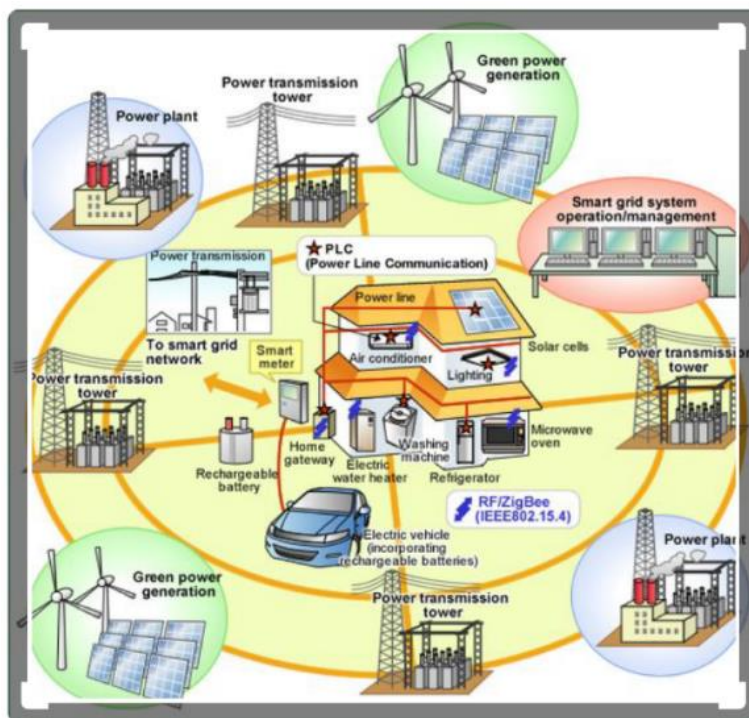 Green power
generation
Power transmission
tower
Power plant
Smart grid system
operation/management
PLC
(Power Line Communication)
Power transmission
Power line
To smart grid
network
Air conditioner
Solar cells
Smart
meter
Lighting
Power transmission
tower
Power transmission
tower
Home
gateway
Rechargeable
battery
Electric
water heater
Washing
machine
Refrigerator
Microwave
oven
RF/ZigBee
(IEEE802.15.4)
Electric vehicle
(incorporating
rechargeable batteries)
Power plant
Green power
generation
Power transmission
tower